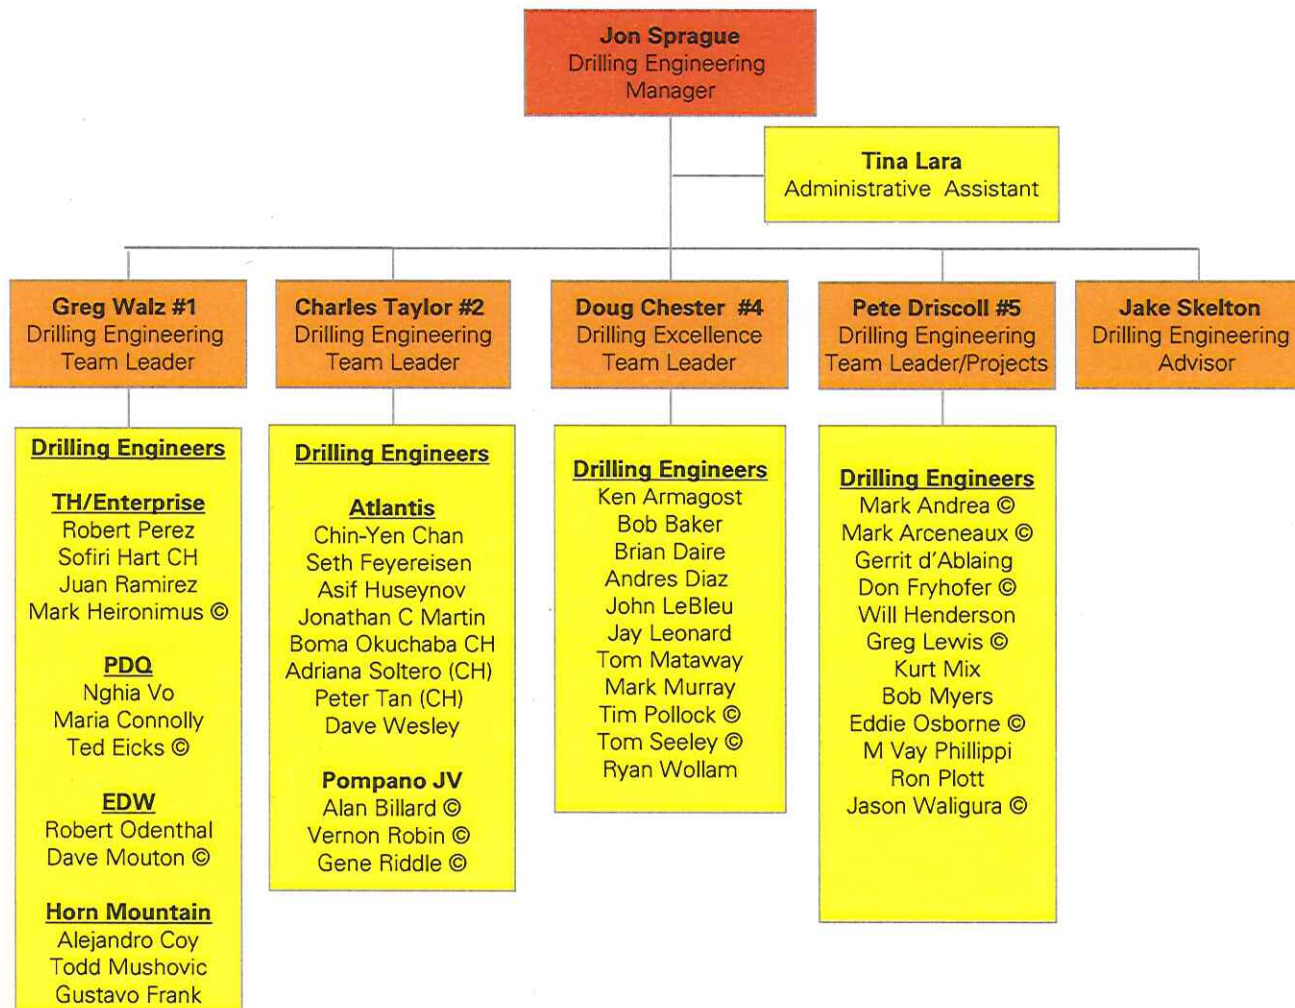 Jon Sprague
Drilling Engineering
Manager
Tina Lara
Administrative Assistant
Greg Walz #1
Drilling Engineering
Team Leader
Charles Taylor #2
Drilling Engineering
Team Leader
Doug Chester #4
Drilling Excellence
Team Leader
Pete Driscoll #5
Drilling Engineering
Team Leader/Projects
Jake Skelton
Drilling Engineering
Advisor
Drilling Engineers
TH/Enterprise
Robert Perez
Sofiri Hart CH
Juan Ramirez
Mark Heironimus ©
PDQ
Nghia Vo
Maria Connolly
Ted Eicks ©
EDW
Robert Odenthal
Dave Mouton ©
Horn Mountain
Alejandro Coy
Todd Mushovic
Gustavo Frank
Drilling Engineers
Atlantis
Chin-Yen Chan
Seth Feyereisen
Asif Huseynov
Jonathan C Martin
Boma Okuchaba CH
Adriana Soltero (CH)
Peter Tan (CH)
Dave Wesley
Pompano JV
Alan Billard ©
Vernon Robin ©
Gene Riddle ©
Drilling Engineers
Ken Armagost
Bob Baker
Brian Daire
Andres Diaz
John LeBleu
Jay Leonard
Tom Mataway
Mark Murray
Tim Pollock ©
Tom Seeley ©
Ryan Wollam
Drilling Engineers
Mark Andrea ©
Mark Arceneaux ©
Gerrit d'Ablaing
Don Fryhofer ©
Will Henderson
Greg Lewis ©
Kurt Mix
Bob Myers
Eddie Osborne ©
M Vay Phillippi
Ron Plott
Jason Waligura ©